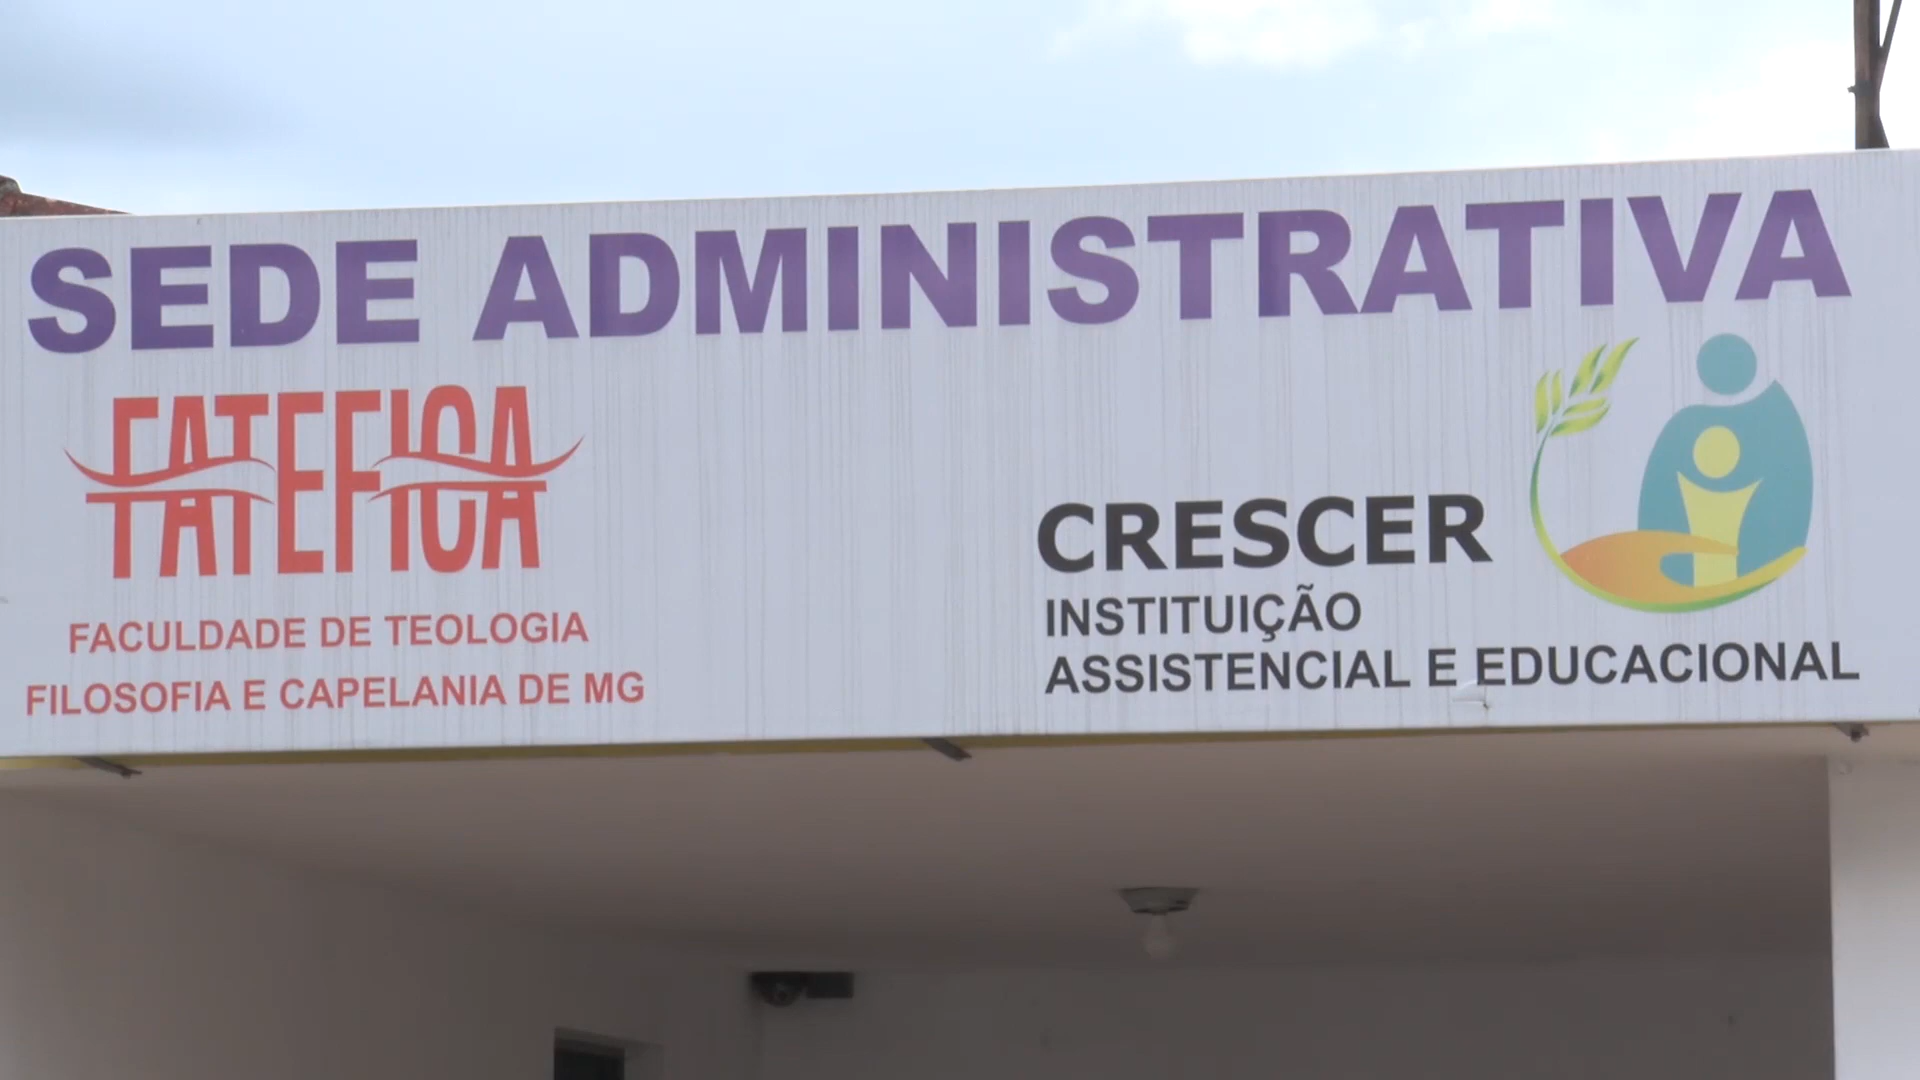 SEDE ADMINISTRATIVA
FATEFICA
FACULDADE DE TEOLOGIA
FILOSOFIA E CAPELANIA DE MG
CRESCER
INSTITUIÇÃO
ASSISTENCIAL E EDUCACIONAL